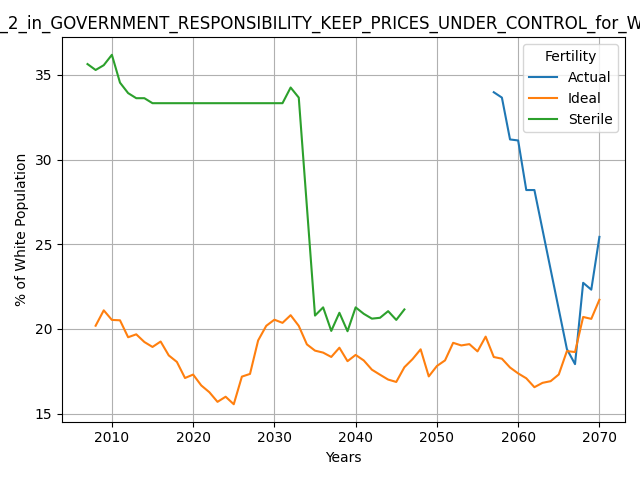 _2_in_GOVERNMENT_RESPONSIBILITY_KEEP_PRICES_UNDER_CONTROL_for_W
Fertility
Actual
Ideal
Sterile
% of White Population
35
30
25
20
15
2010
2020
2030
2040
2050
2060
2070
Years